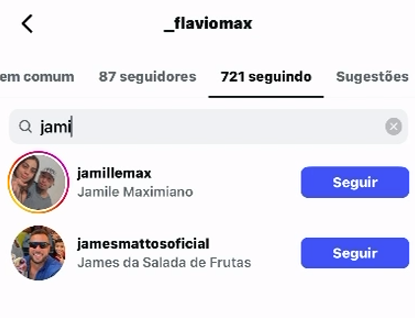 _flaviomax
em comum 87 seguidores 721 seguindo Sugestões
jami
jamillemax
Jamile Maximiano
Seguir
jamesmattosoficial
James da Salada de Frutas
Seguir